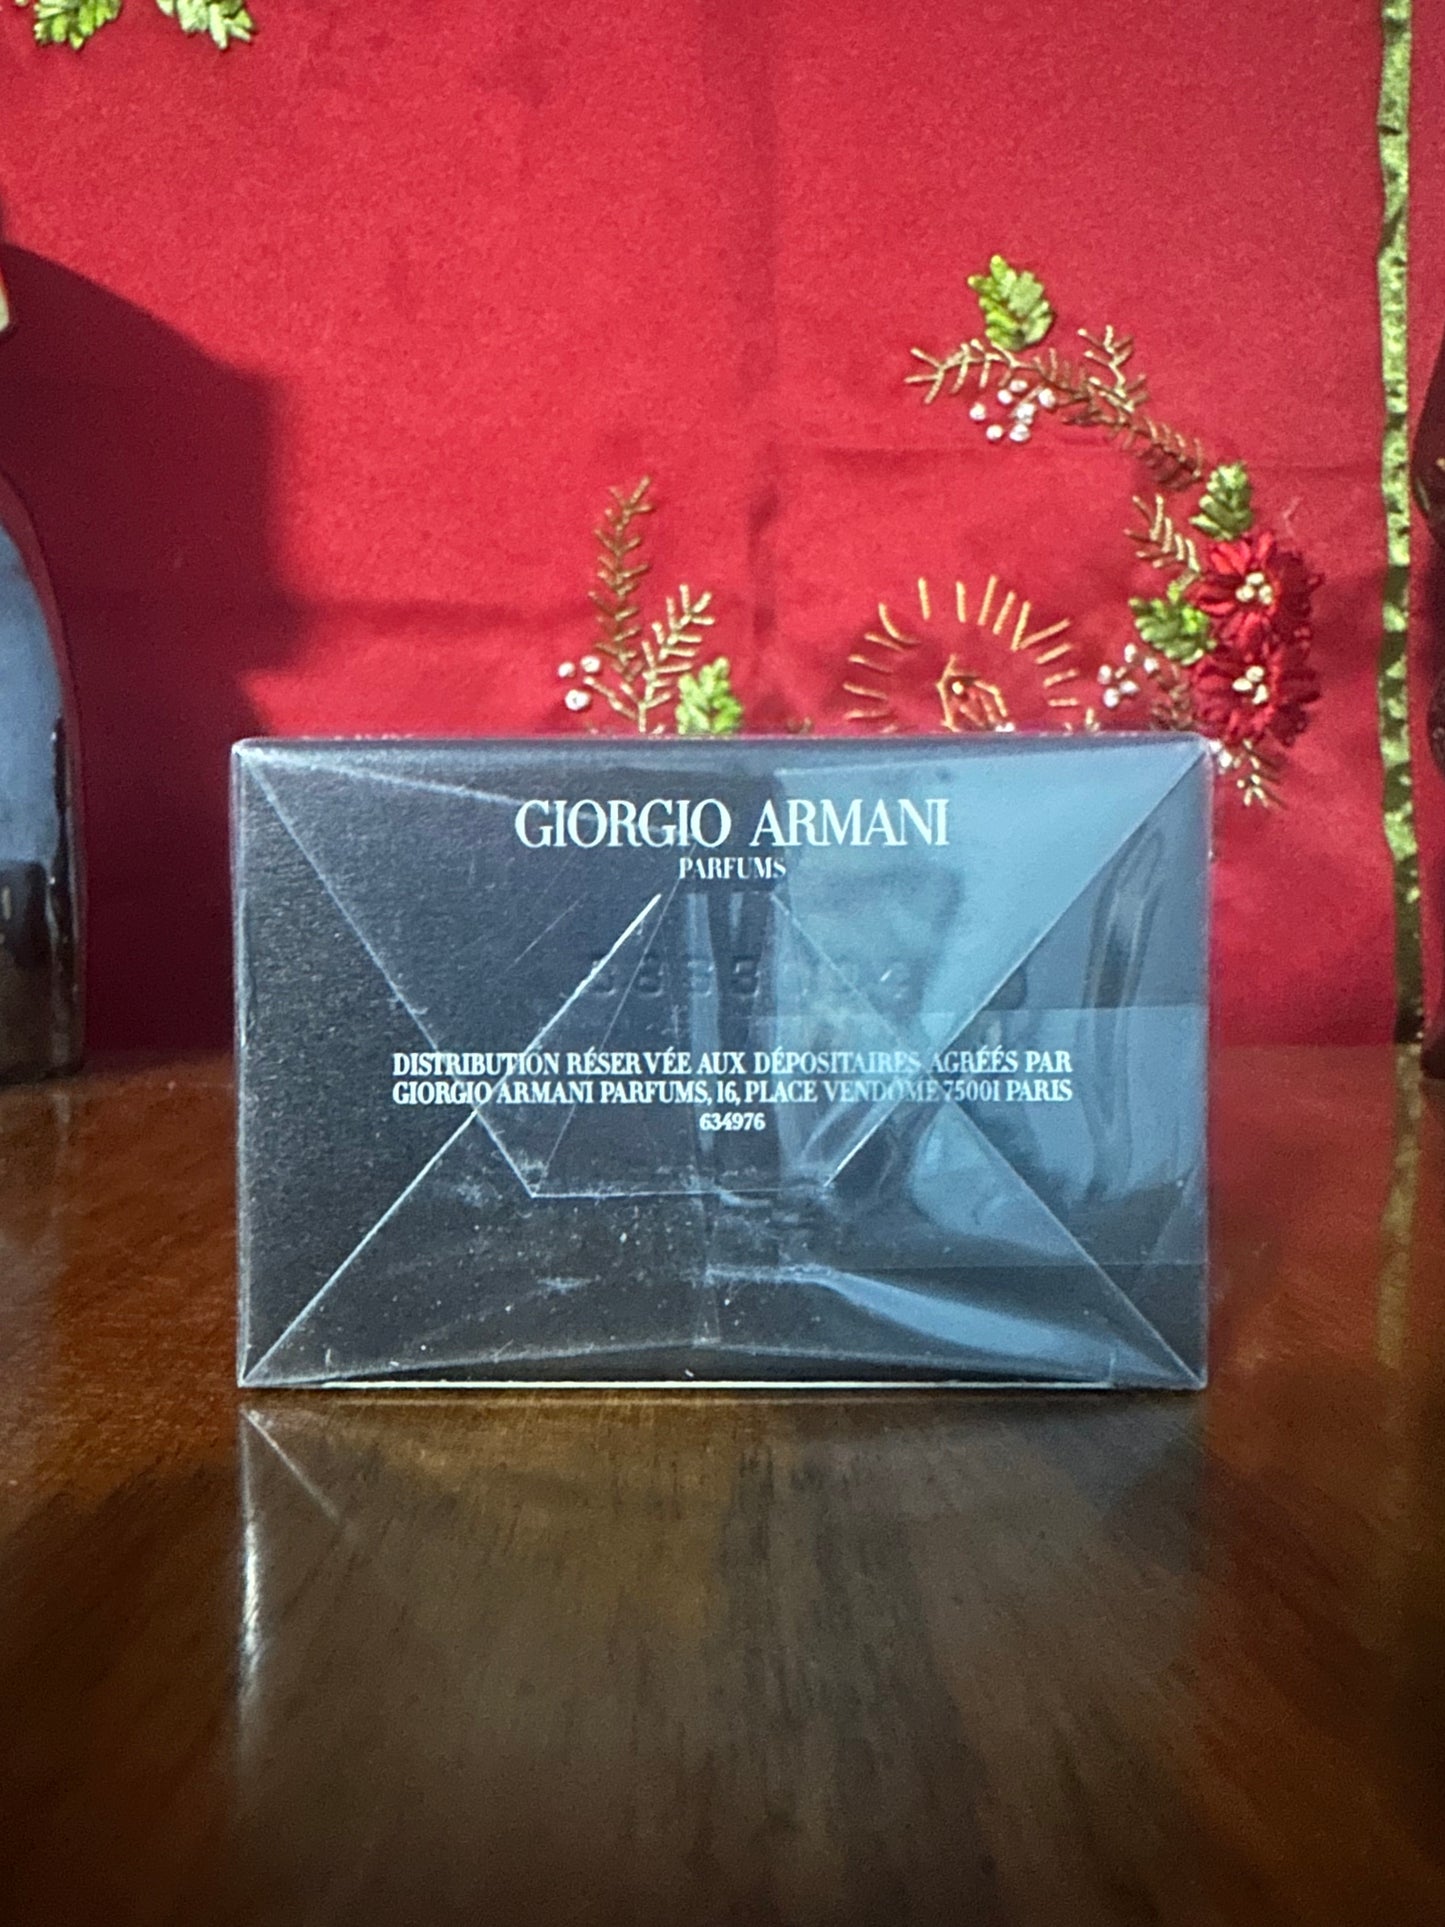 GIORGIO ARMANI
PARFUMS
DISTRIBUTION RÉSERVÉE AUX DÉPOSITAIRES AGRÉÉS PAR
GIORGIO ARMANI PARFUMS, 16, PLACE VENDÔME 75001 PARIS
634976